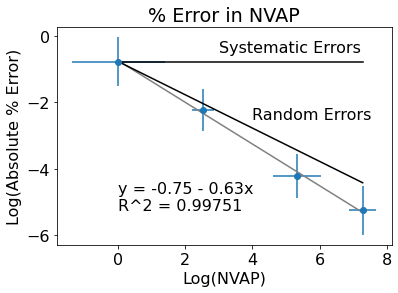 % Error in NVAP
Log(Absolute % Error)
0
−2
−4
−6
Systematic Errors
Random Errors
y = -0.75 - 0.63x
R^2 = 0.99751
0 2 4 6 8
Log(NVAP)